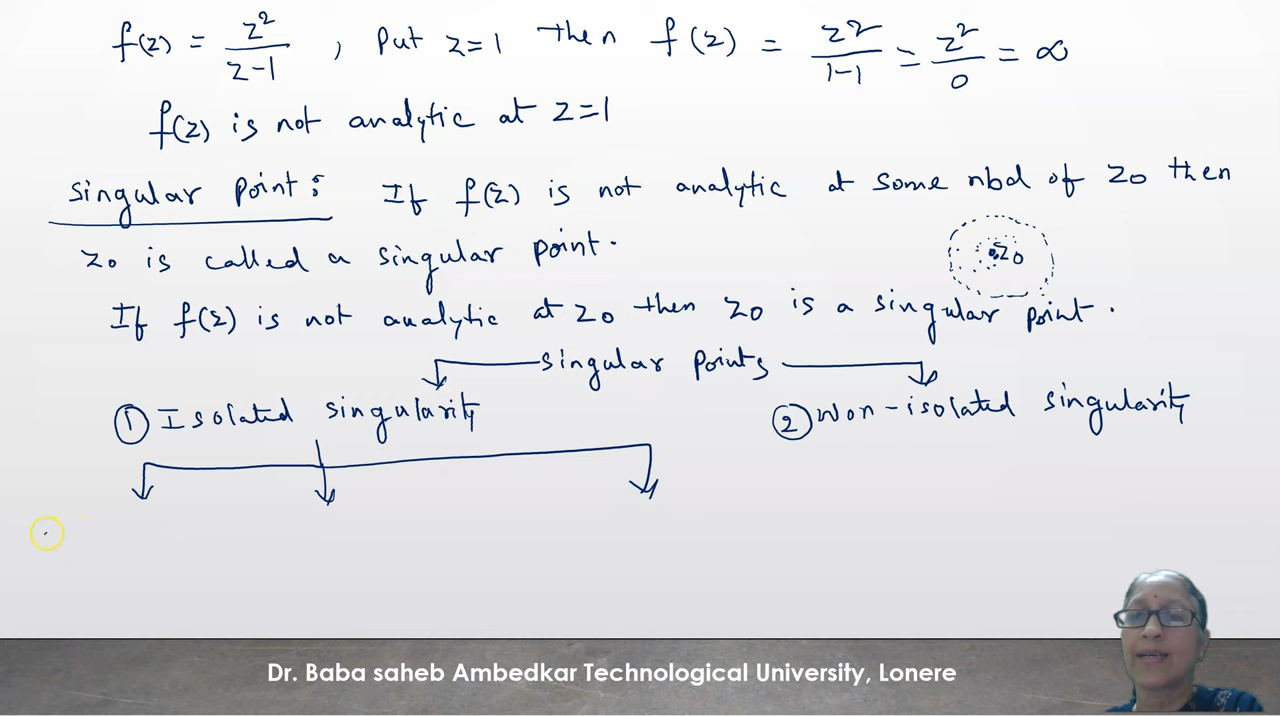 f(z) = z²/z-1 , Put z=1 then f(z) = z²/1-1 = z²/0 = ∞
f(z) is not analytic at z=1
Singular Point: If f(z) is not analytic at some nbd of z0 then
z0 is called a singular point.
z0
If f(z) is not analytic at z0 then z0 is a singular point.
Singular Points
① Isolated singularity
② Non-isolated singularity
Dr. Baba saheb Ambedkar Technological University, Lonere